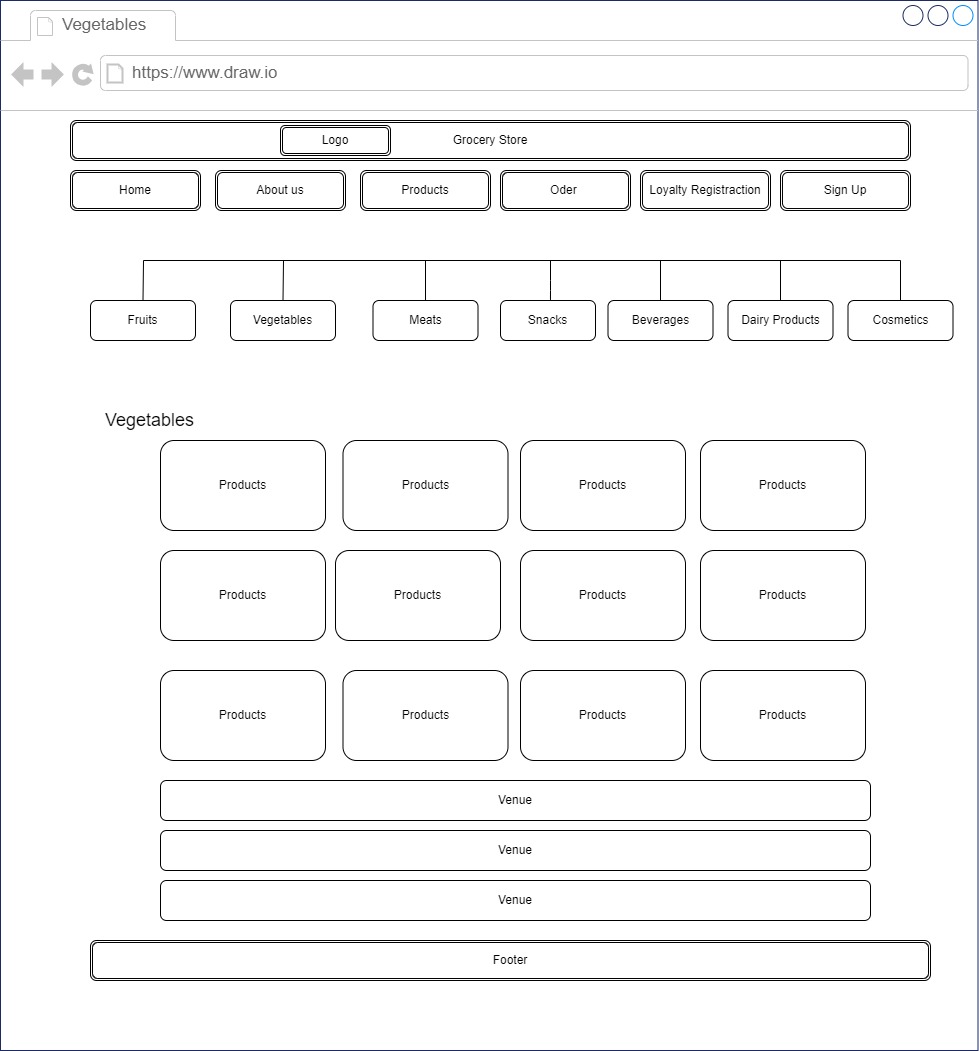 Vegetables
https://www.draw.io
Logo Grocery Store
Home About us Products Oder Loyalty Registraction Sign Up
Fruits Vegetables Meats Snacks Beverages Dairy Products Cosmetics
Vegetables
Products Products Products Products
Products Products Products Products
Products Products Products Products
Venue
Venue
Venue
Footer